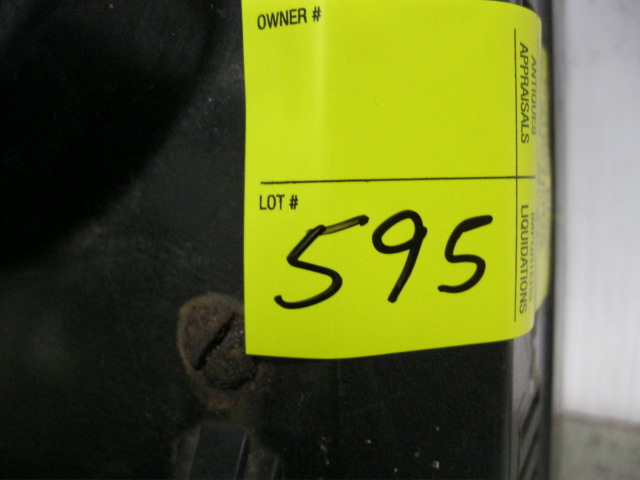 OWNER #
LOT #
595
ANTIQUES
APPRAISALS
LIQUIDATIONS